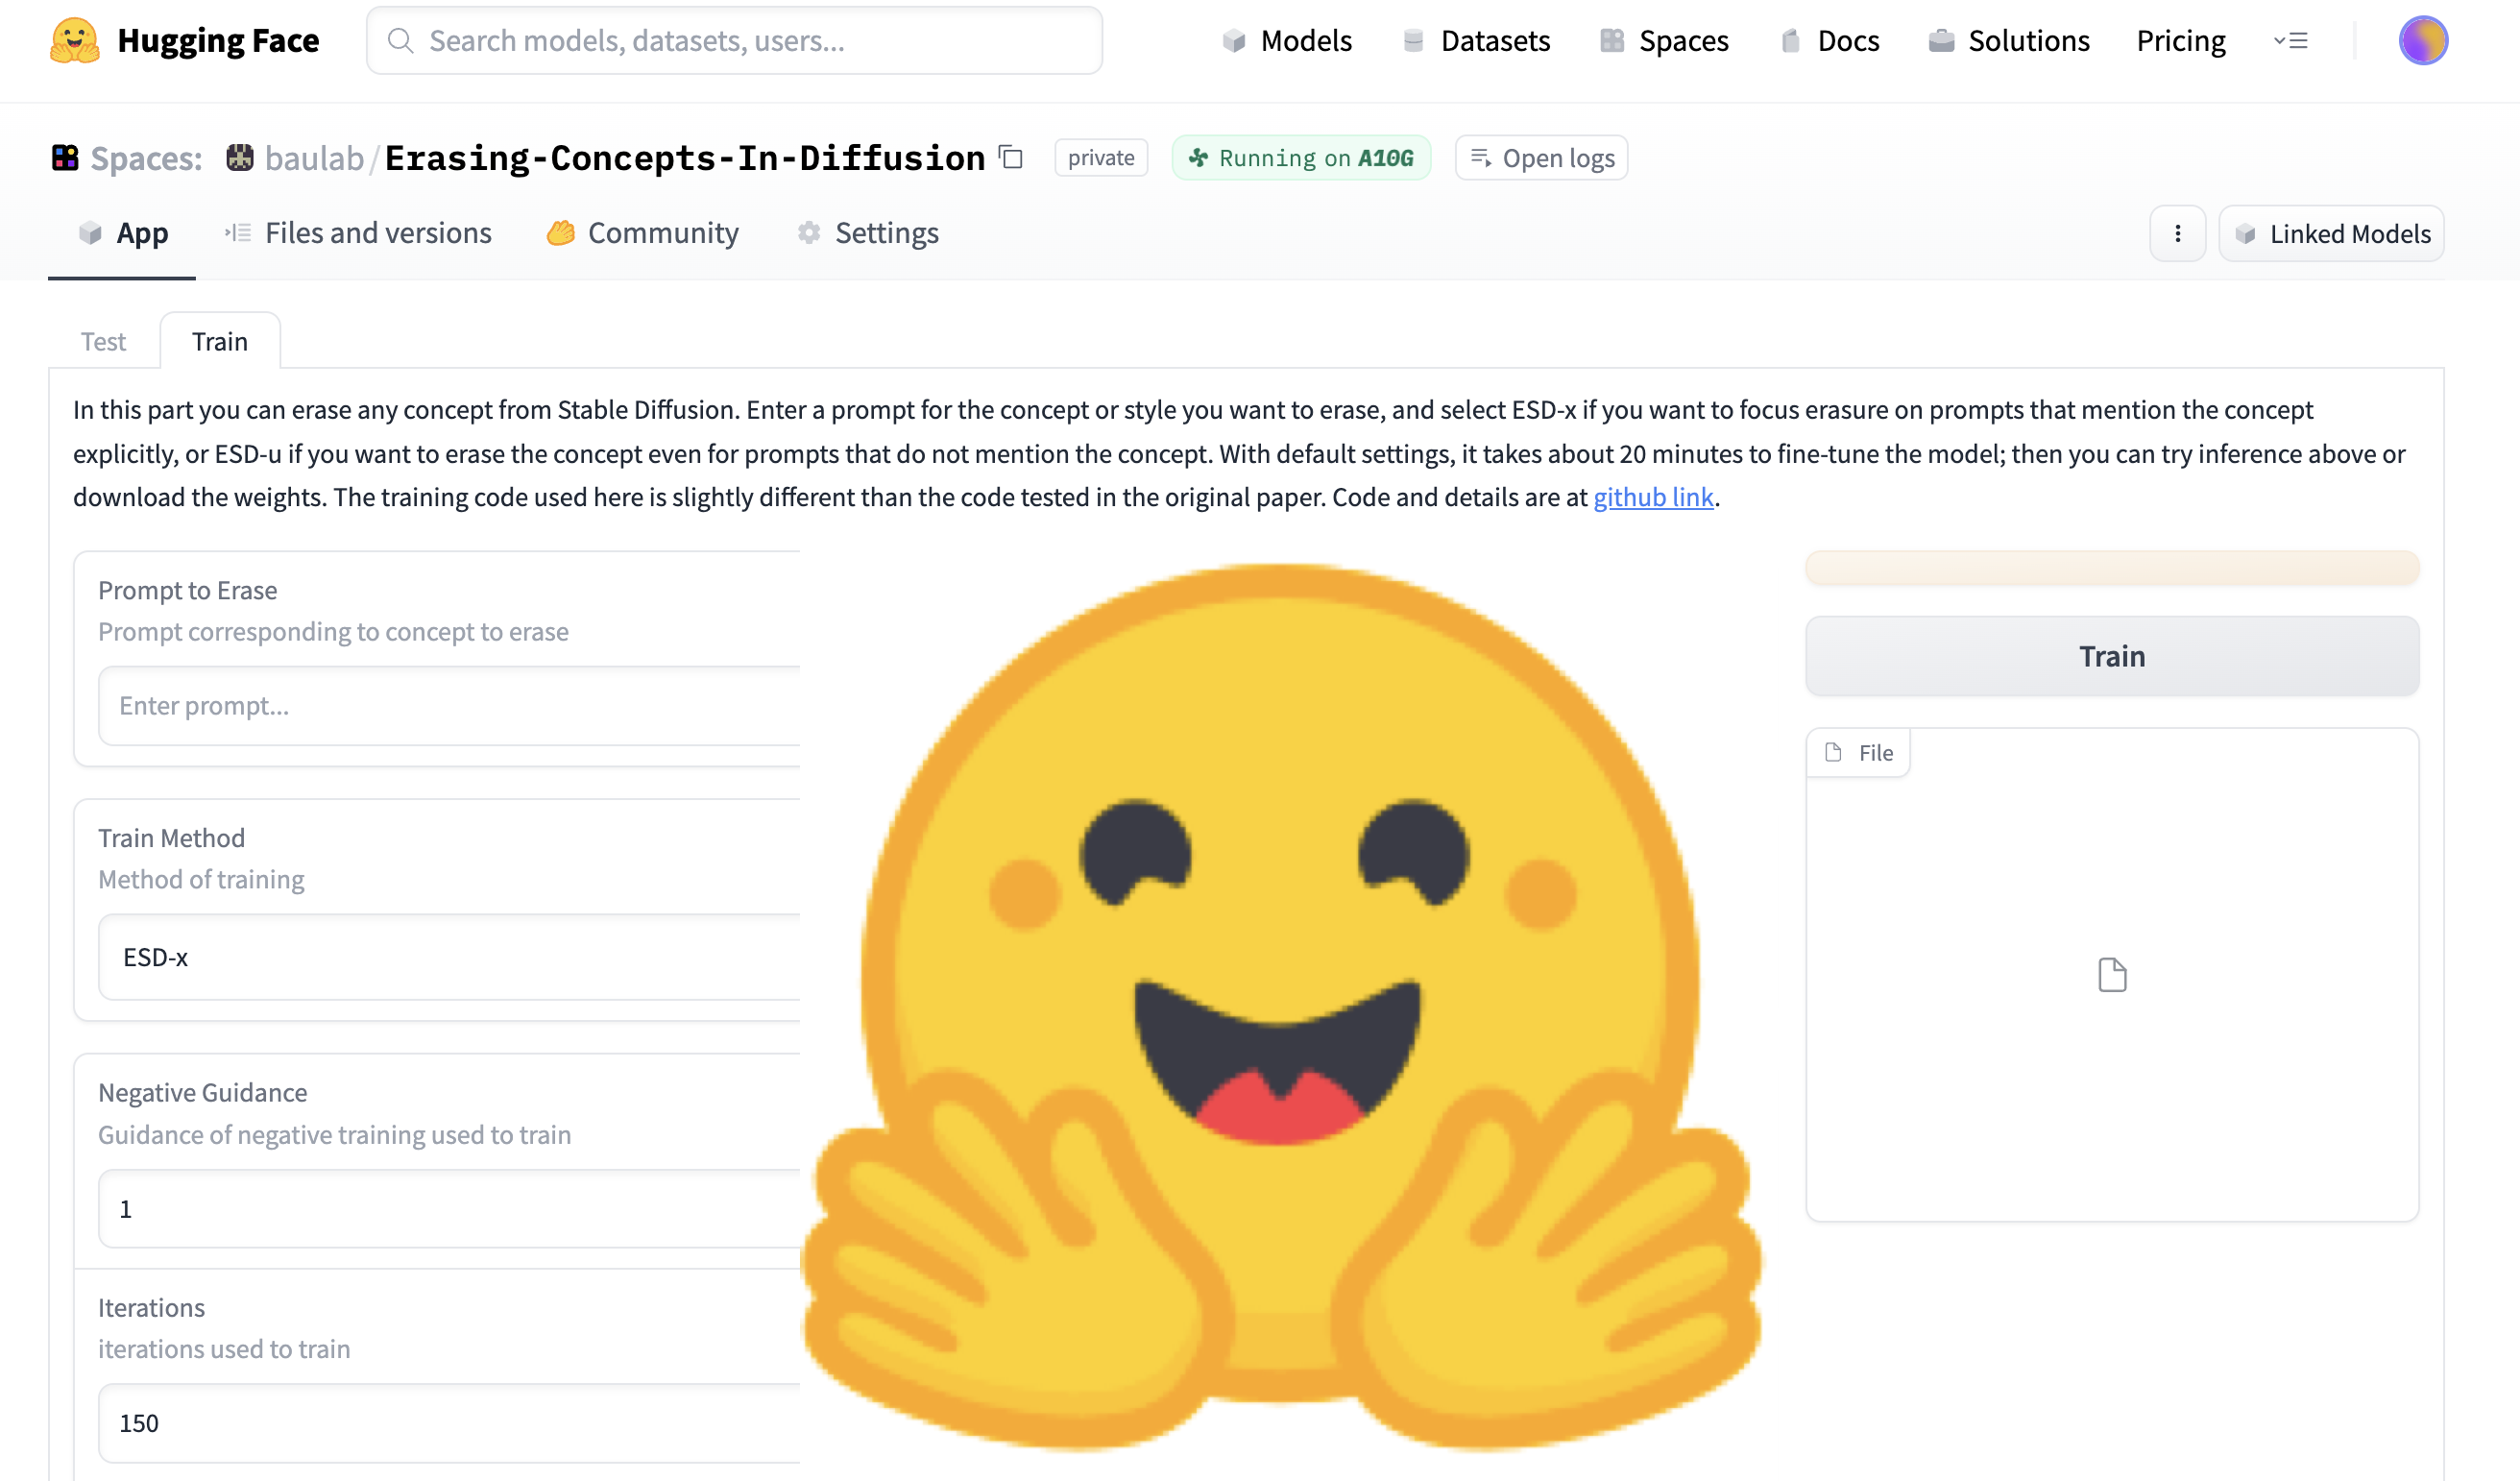 Hugging Face
Search models, datasets, users...
Models
Datasets
Spaces
Docs
Solutions
Pricing
Spaces:
baulab/Erasing-Concepts-In-Diffusion
private
Running on A10G
Open logs
App
Files and versions
Community
Settings
Linked Models
Test
Train
In this part you can erase any concept from Stable Diffusion. Enter a prompt for the concept or style you want to erase, and select ESD-x if you want to focus erasure on prompts that mention the concept
explicitly, or ESD-u if you want to erase the concept even for prompts that do not mention the concept. With default settings, it takes about 20 minutes to fine-tune the model; then you can try inference above or
download the weights. The training code used here is slightly different than the code tested in the original paper. Code and details are at github link.
Prompt to Erase
Prompt corresponding to concept to erase
Enter prompt...
Train Method
Method of training
ESD-x
Negative Guidance
Guidance of negative training used to train
1
Iterations
iterations used to train
150
Train
File